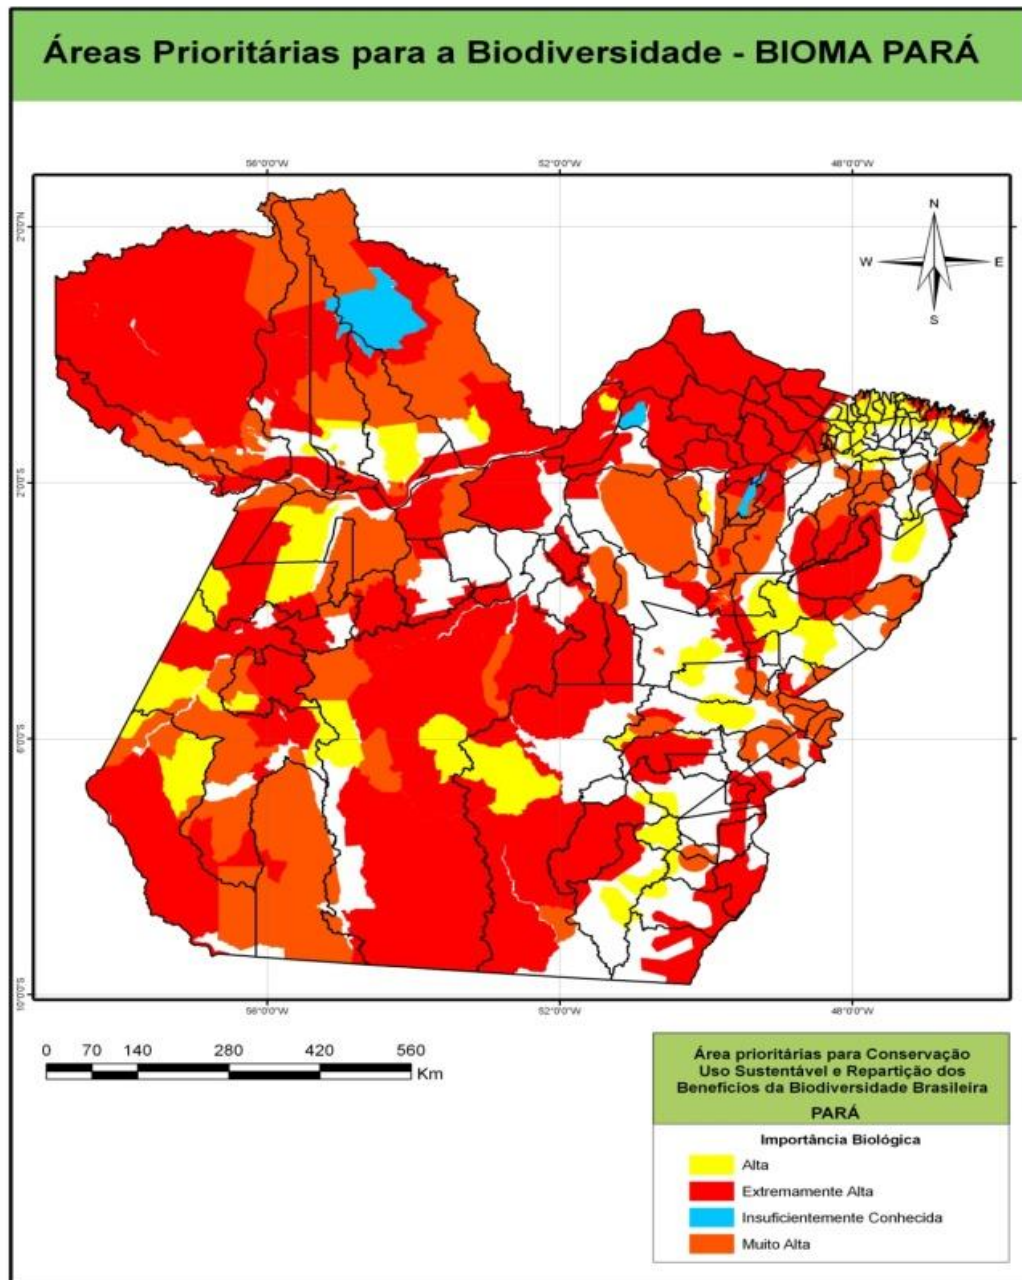 Áreas Prioritárias para a Biodiversidade - BIOMA PARÁ
56°0'0"W 52°0'0"W 48°0'0"W
2°0'0"N
N
W E
S
2°0'0"S
6°0'0"S
10°0'0"S
56°0'0"W 52°0'0"W 48°0'0"W
0 70 140 280 420 560
Km
Área prioritárias para Conservação
Uso Sustentável e Repartição dos
Benefícios da Biodiversidade Brasileira
PARÁ
Importância Biológica
Alta
Extremamente Alta
Insuficientemente Conhecida
Muito Alta